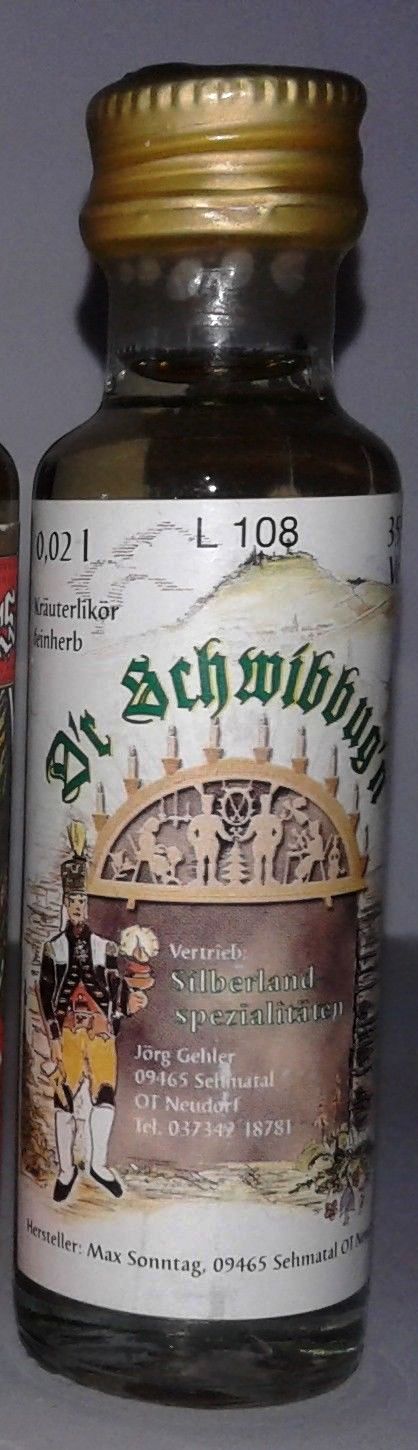 0,02 l
L 108
Kräuterlikör
feinherb
D'r Schwibbug'n
Vertrieb:
Silberland
spezialitäten
Jörg Gehler
09465 Sehmatal
OT Neudorf
Tel. 037342 18781
Hersteller: Max Sonntag, 09465 Sehmatal OT